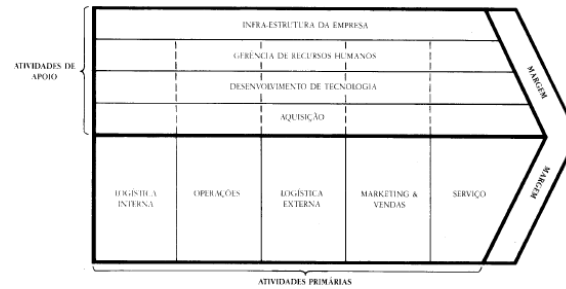 INFRA-ESTRUTURA DA EMPRESA
GERÊNCIA DE RECURSOS HUMANOS
ATIVIDADES DE
APOIO
DESENVOLVIMENTO DE TECNOLOGIA
AQUISIÇÃO
MARGEM
LOGÍSTICA
INTERNA
OPERAÇÕES
LOGÍSTICA
EXTERNA
MARKETING &
VENDAS
SERVIÇO
MARGEM
ATIVIDADES PRIMÁRIAS